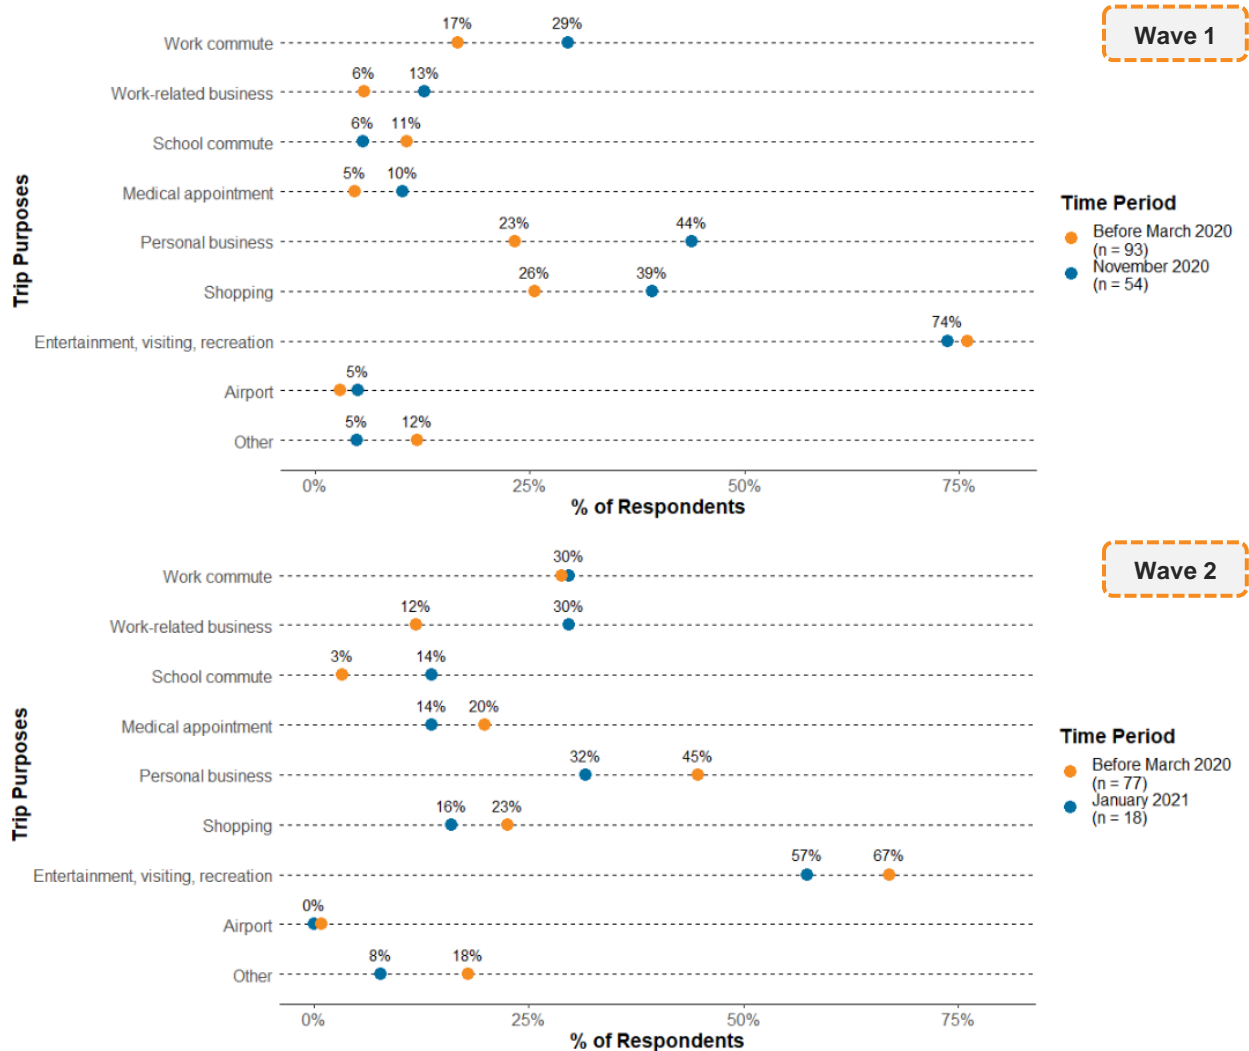 Wave 1
17% 29%
Work commute
6% 13%
Work-related business
6% 11%
School commute
5% 10%
Medical appointment
23% 44%
Personal business
26% 39%
Shopping
74%
Entertainment, visiting, recreation
5%
Airport
5% 12%
Other
0% 25% 50% 75%
% of Respondents
Trip Purposes
Time Period
Before March 2020
(n = 93)
November 2020
(n = 54)
Wave 2
30%
Work commute
12% 30%
Work-related business
3% 14%
School commute
14% 20%
Medical appointment
32% 45%
Personal business
16% 23%
Shopping
57% 67%
Entertainment, visiting, recreation
0%
Airport
8% 18%
Other
0% 25% 50% 75%
% of Respondents
Trip Purposes
Time Period
Before March 2020
(n = 77)
January 2021
(n = 18)